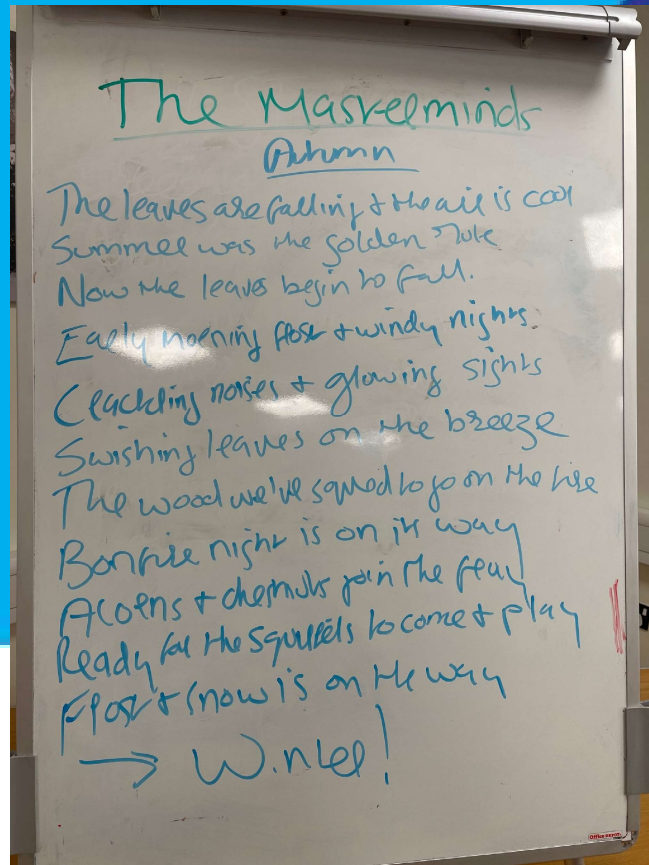 The Masterminds
Autumn
The leaves are falling & the air is cool
Summer was the golden rule
Now the leaves begin to fall.
Early morning frost & windy nights
Crackling noises & glowing sights
Swishing leaves on the breeze
The wood we've saved to go on the fire
Bonfire night is on its way
Acorns & chestnuts join the fray
Ready for the squirrels to come & play
Frost & snow is on the way
→ Winter!
Office DEPOT